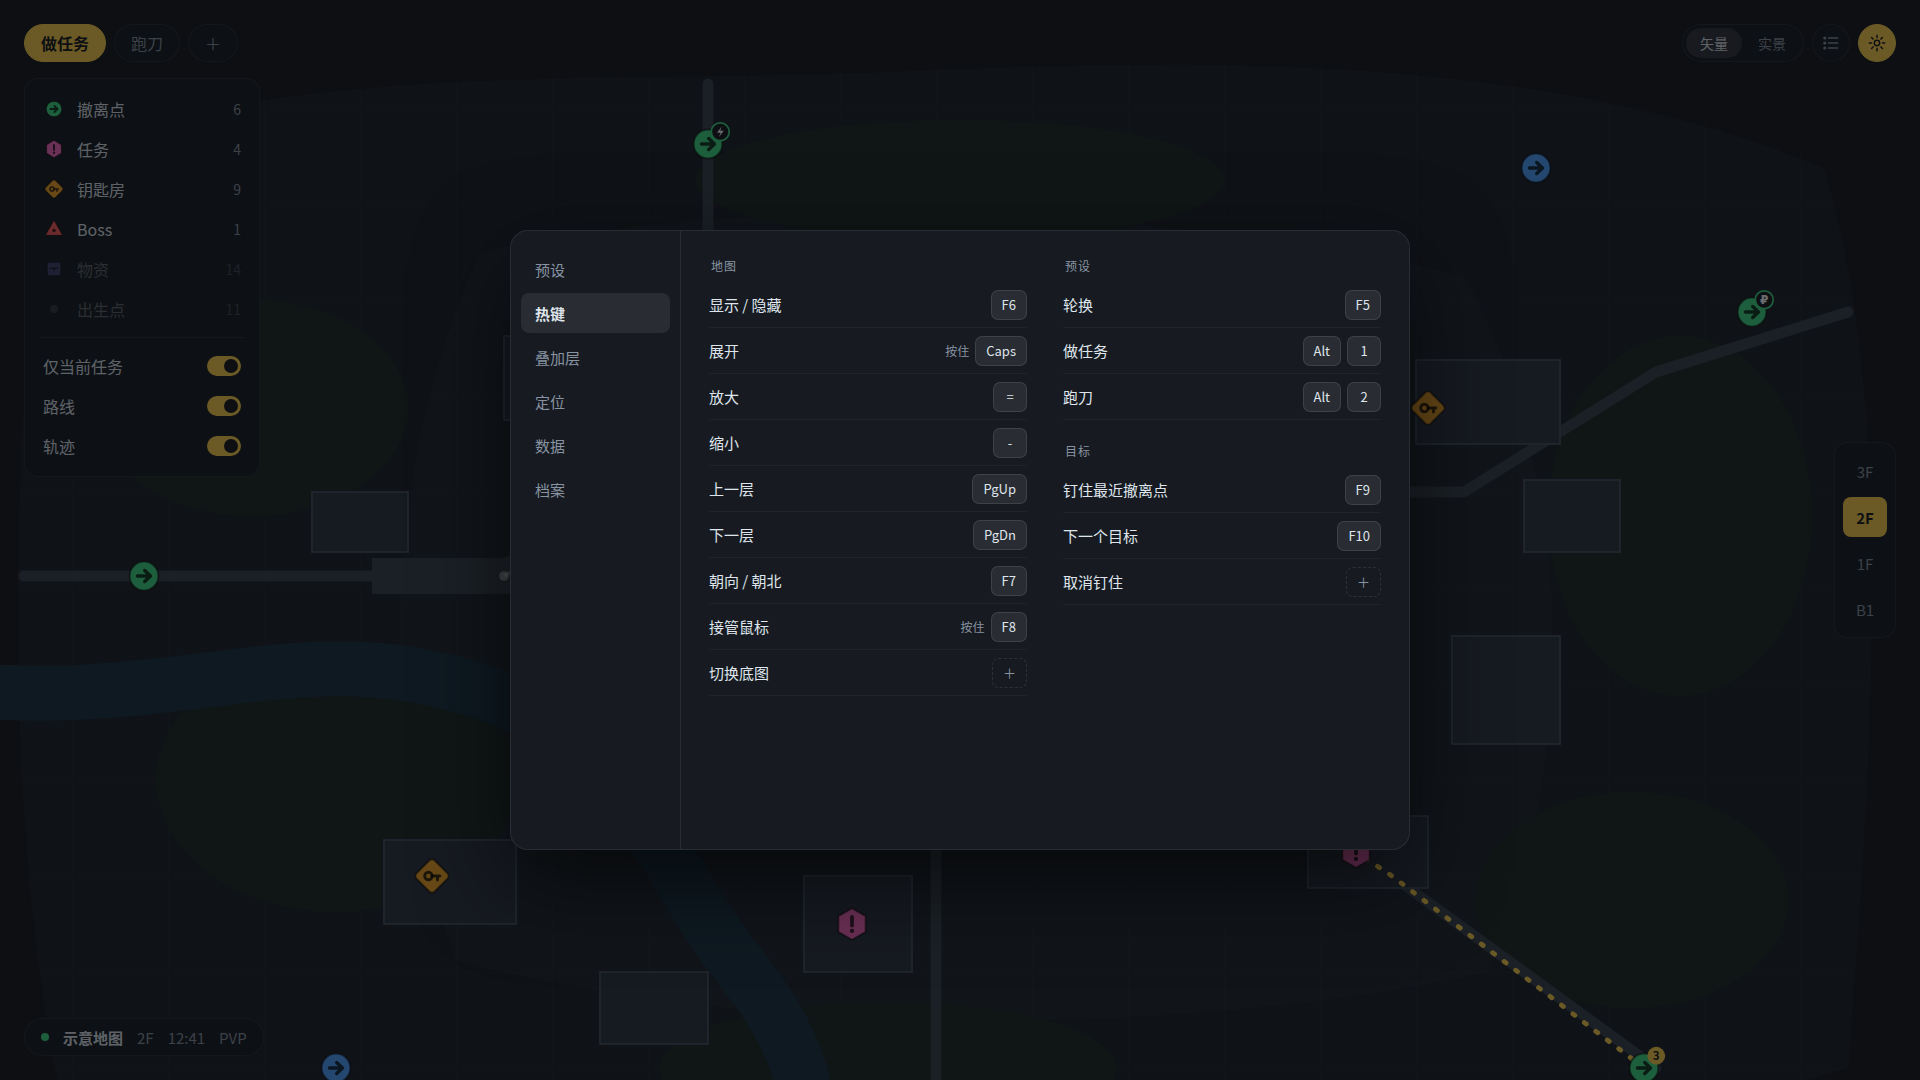 做任务 跑刀 +
矢量 实景
撤离点 6
任务 4
钥匙房 9
Boss 1
物资 14
出生点 11
仅当前任务
路线
轨迹
预设
热键
叠加层
定位
数据
档案
地图
显示 / 隐藏 F6
展开 按住 Caps
放大 =
缩小 -
上一层 PgUp
下一层 PgDn
朝向 / 朝北 F7
接管鼠标 按住 F8
切换底图 +
预设
轮换 F5
做任务 Alt 1
跑刀 Alt 2
目标
钉住最近撤离点 F9
下一个目标 F10
取消钉住 +
₽
3F
2F
1F
B1
示意地图 2F 12:41 PVP
3